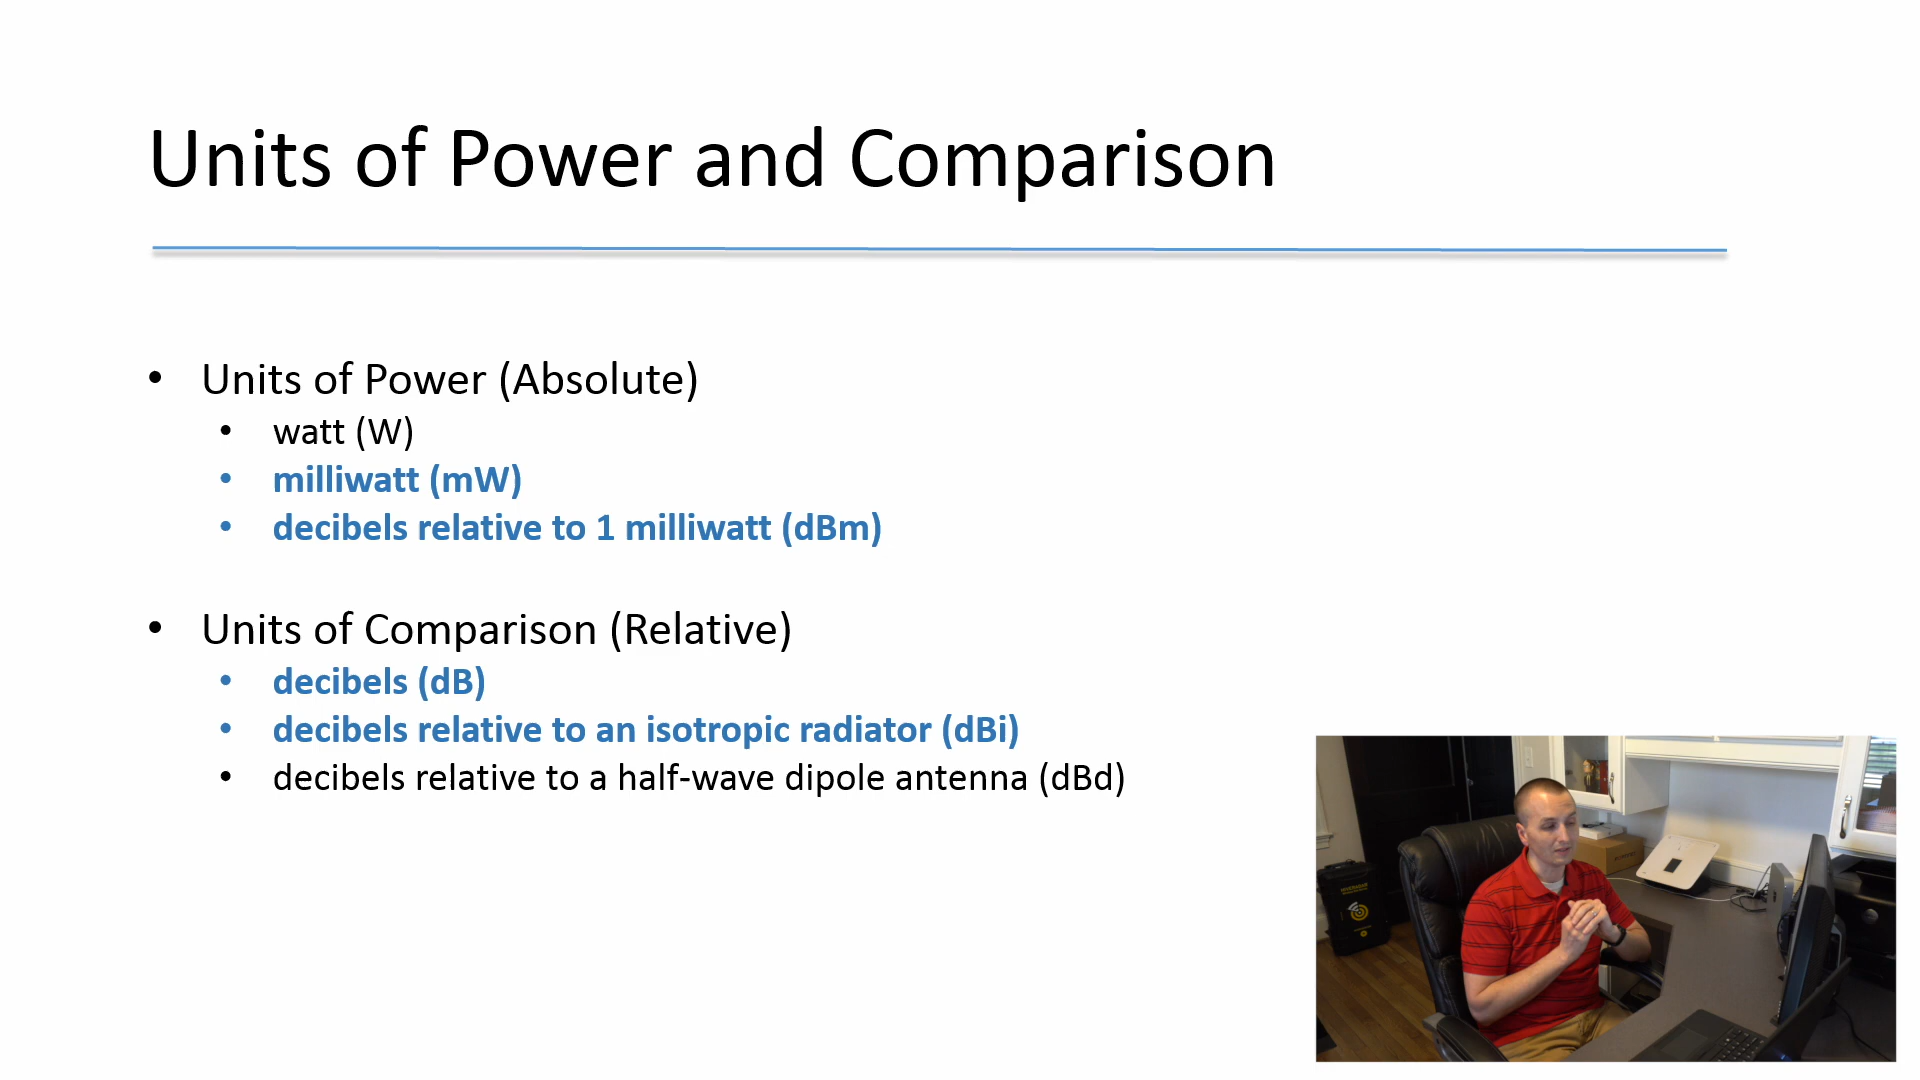 Units of Power and Comparison
• Units of Power (Absolute)
• watt (W)
• milliwatt (mW)
• decibels relative to 1 milliwatt (dBm)
• Units of Comparison (Relative)
• decibels (dB)
• decibels relative to an isotropic radiator (dBi)
• decibels relative to a half-wave dipole antenna (dBd)